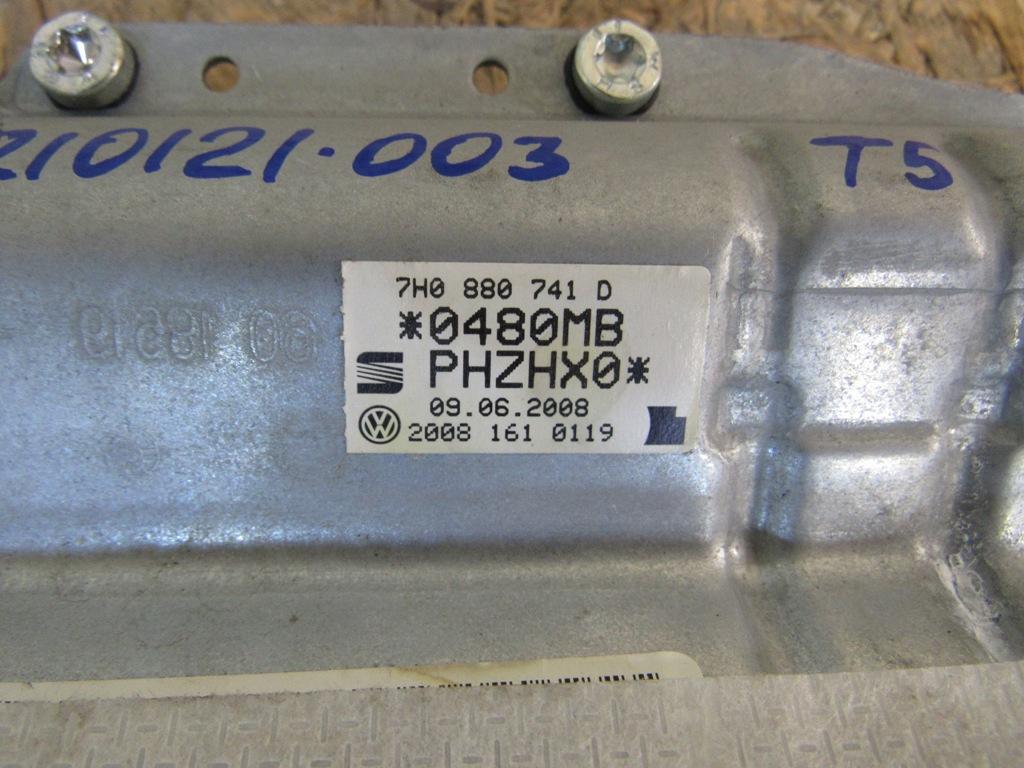 210121.003 T5
7H0 880 741 D
*0480MB
PHZHX0*
09.06.2008
2008 161 0119